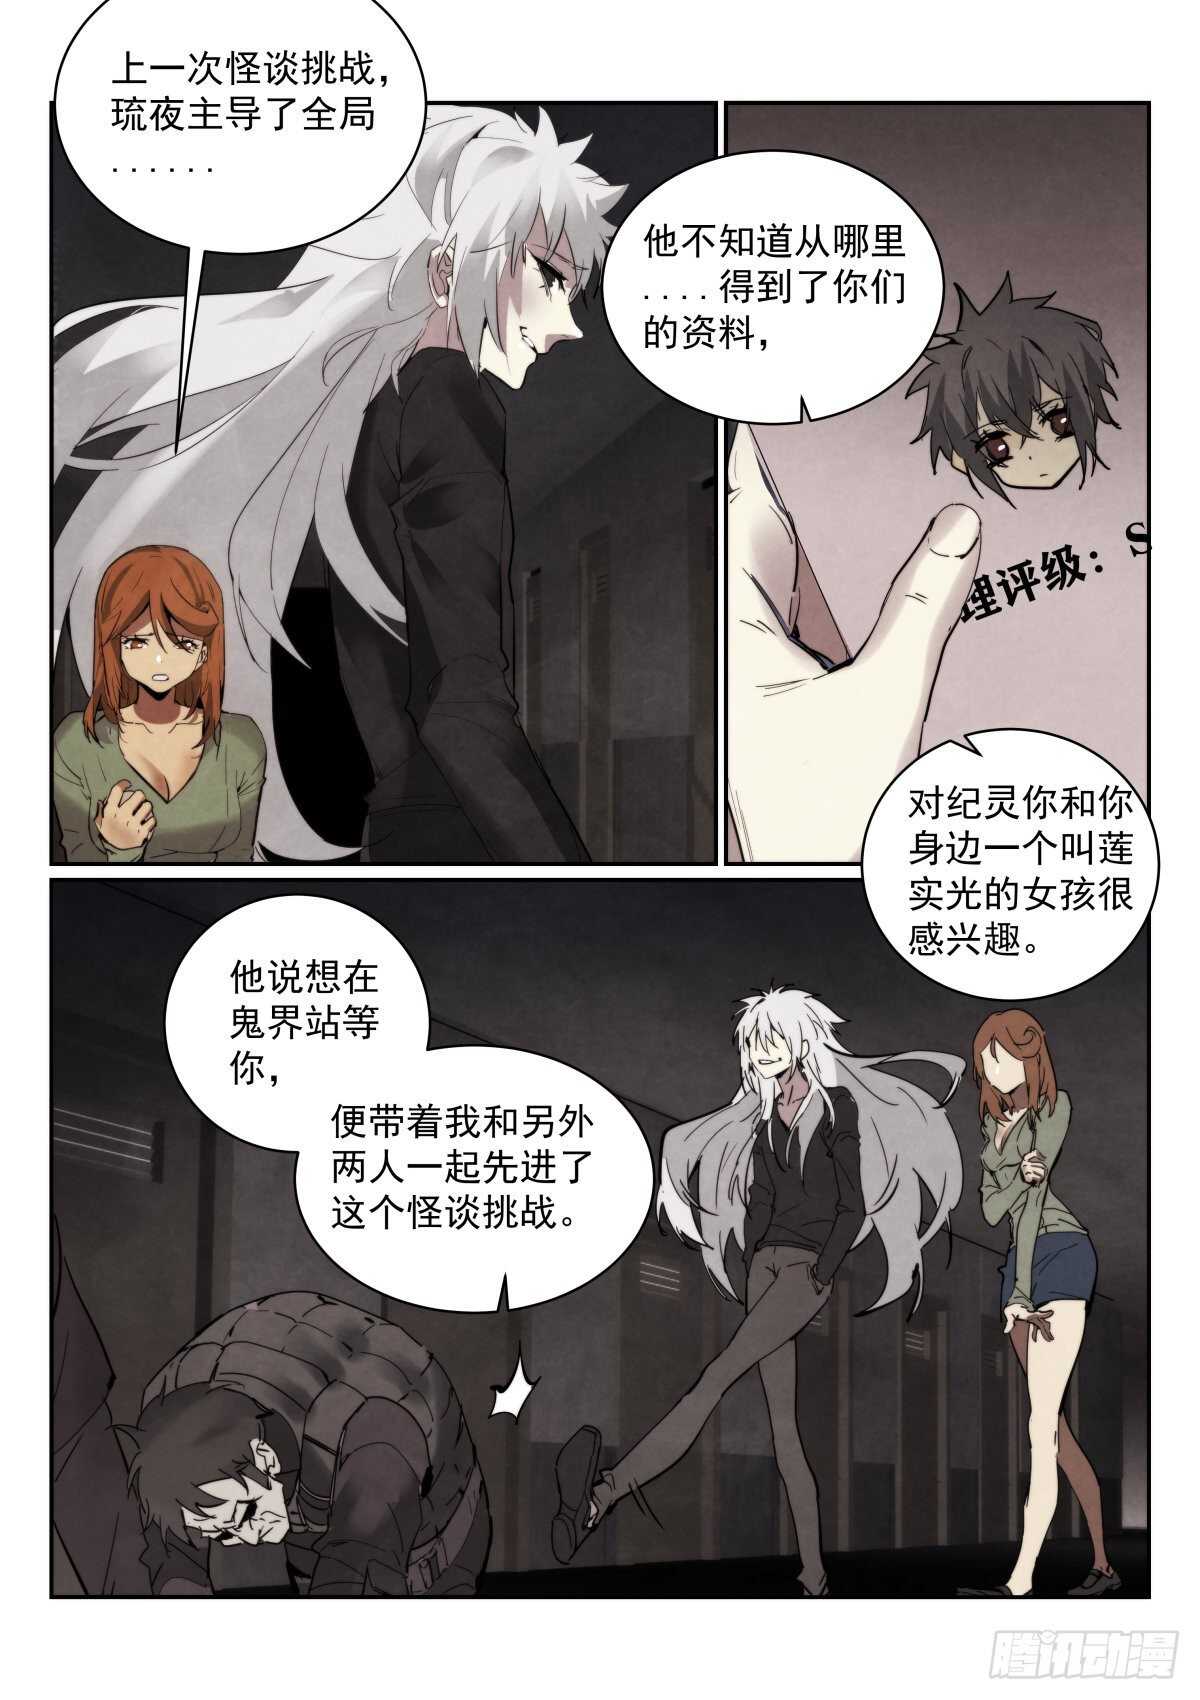 上一次怪谈挑战，
琉夜主导了全局
......
他不知道从哪里
....得到了你们
的资料，
理评级：S
对纪灵你和你
身边一个叫莲
实光的女孩很
感兴趣。
他说想在
鬼界站等
你，
便带着我和另外
两人一起先进了
这个怪谈挑战。
腾讯动漫